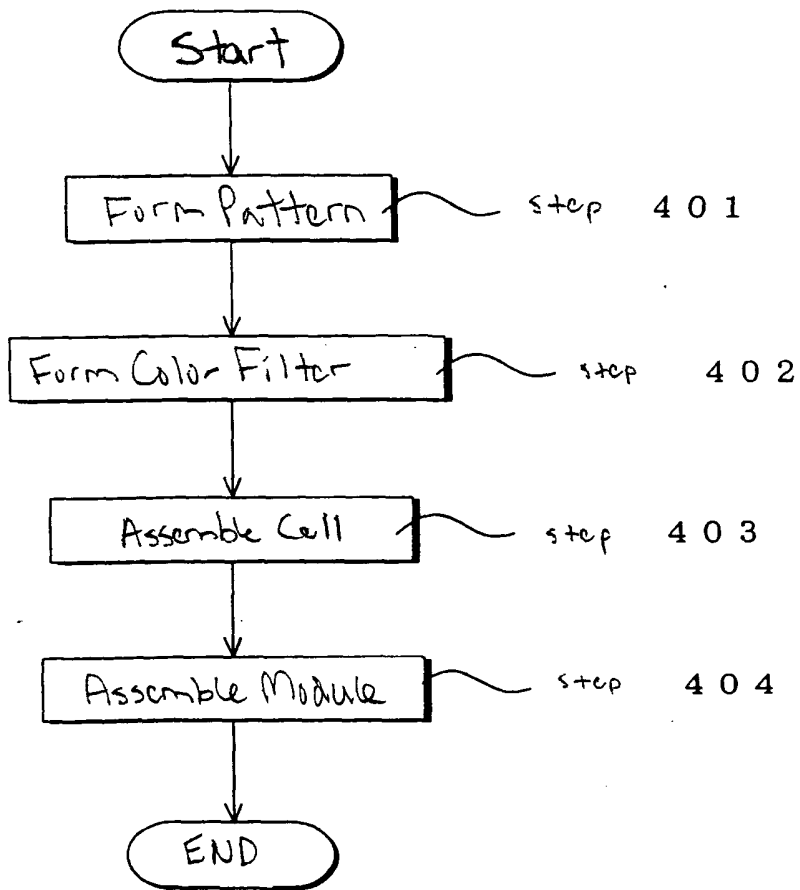 Start
Form Pattern step 401
Form Color Filter step 402
Assemble Cell step 403
Assemble Module step 404
END